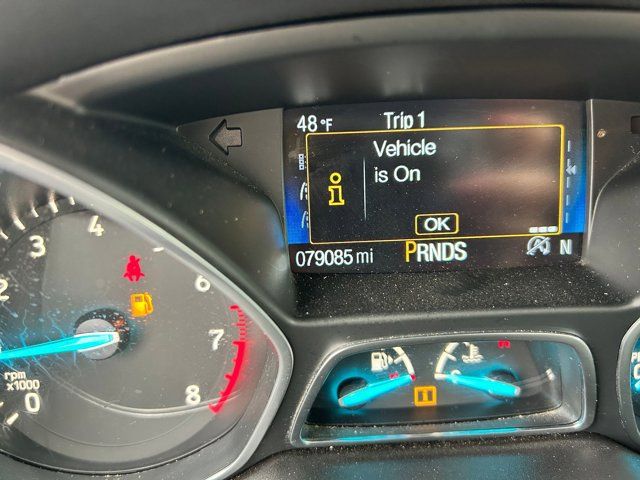 48°F Trip 1
Vehicle
is On
i
OK
079085 mi PRNDS N
4
3
5
2
6
7
8
rpm
x1000
0